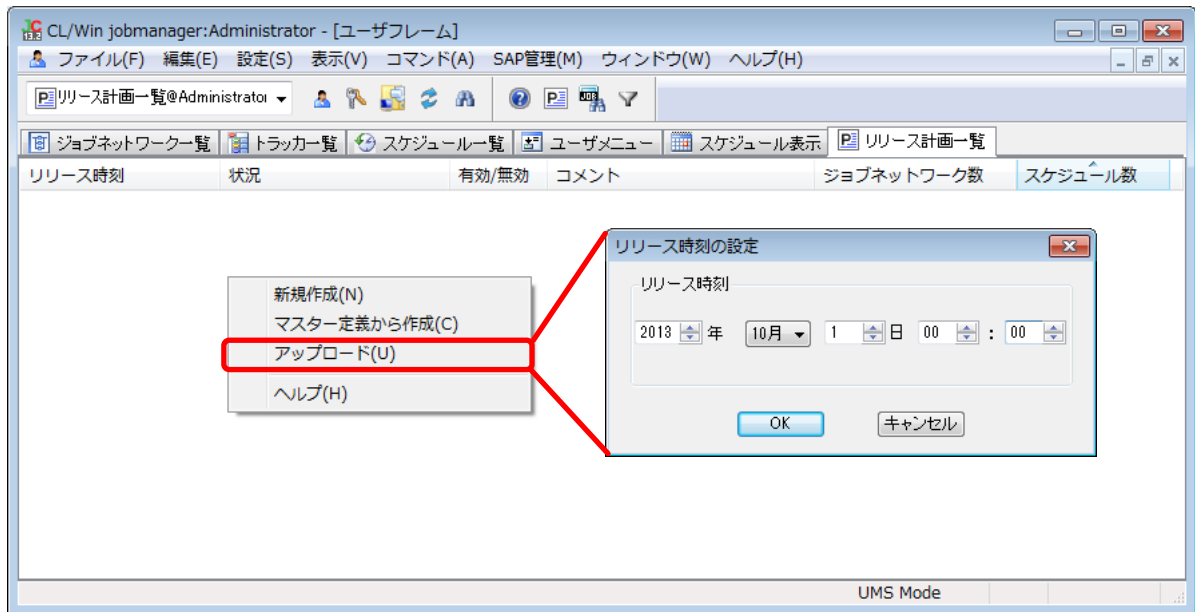 CL/Win jobmanager:Administrator - [ユーザフレーム]
ファイル(F) 編集(E) 設定(S) 表示(V) コマンド(A) SAP管理(M) ウィンドウ(W) ヘルプ(H)
リリース計画一覧@Administrator
ジョブネットワーク一覧 トラッカ一覧 スケジュール一覧 ユーザメニュー スケジュール表示 リリース計画一覧
リリース時刻 状況 有効/無効 コメント ジョブネットワーク数 スケジュール数
新規作成(N)
マスター定義から作成(C)
アップロード(U)
ヘルプ(H)
リリース時刻の設定
リリース時刻
2013 年 10月 1 日 00 : 00
OK キャンセル
UMS Mode